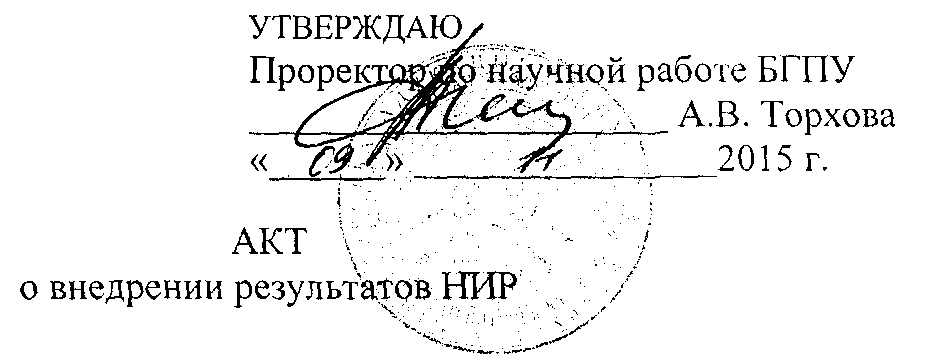 УТВЕРЖДАЮ
Проректор по научной работе БГПУ
А.В. Торхова
«09» 11 2015 г.
АКТ
о внедрении результатов НИР